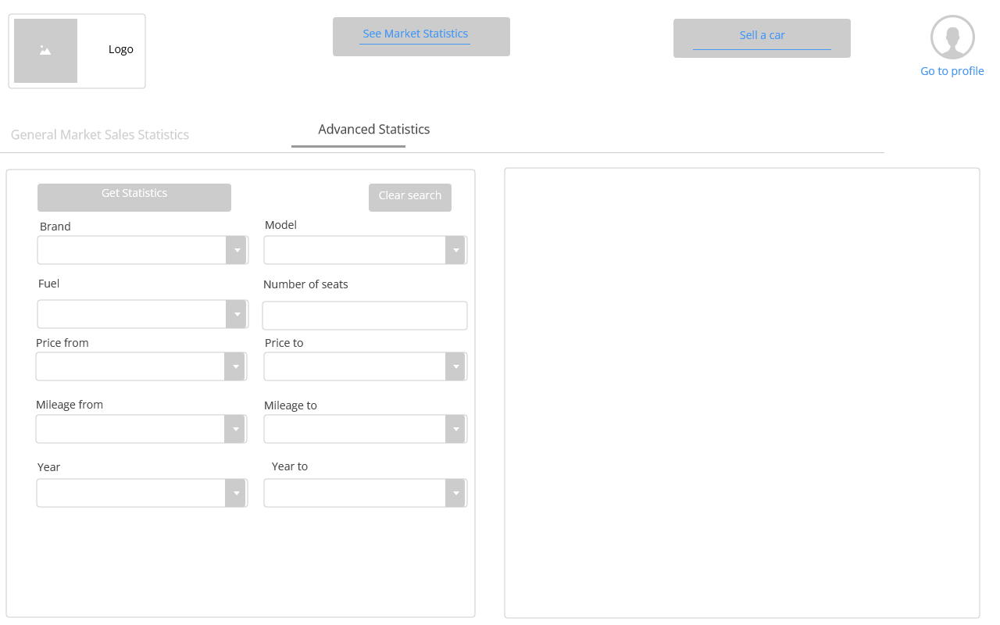 Logo
See Market Statistics
Sell a car
Go to profile
General Market Sales Statistics
Advanced Statistics
Get Statistics
Clear search
Brand
Model
Fuel
Number of seats
Price from
Price to
Mileage from
Mileage to
Year
Year to